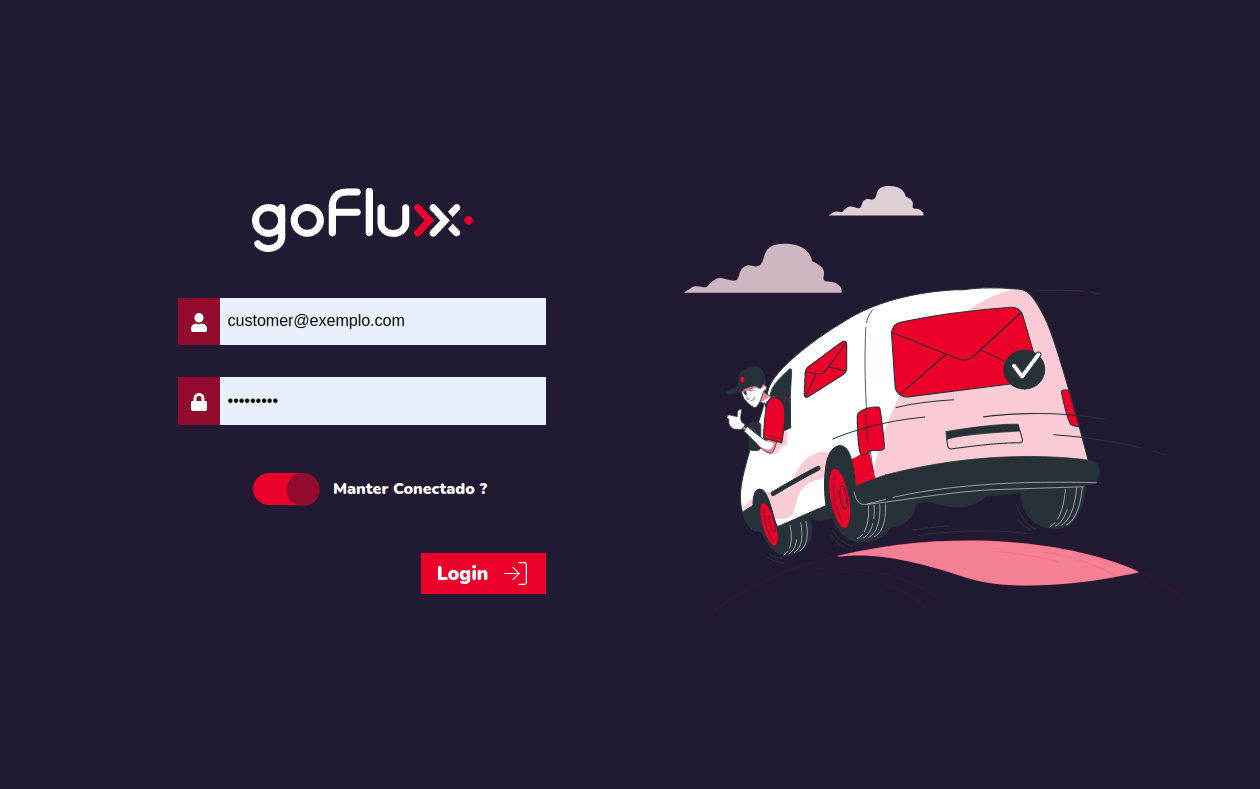 goFlux
customer@exemplo.com
•••••••••
Manter Conectado ?
Login